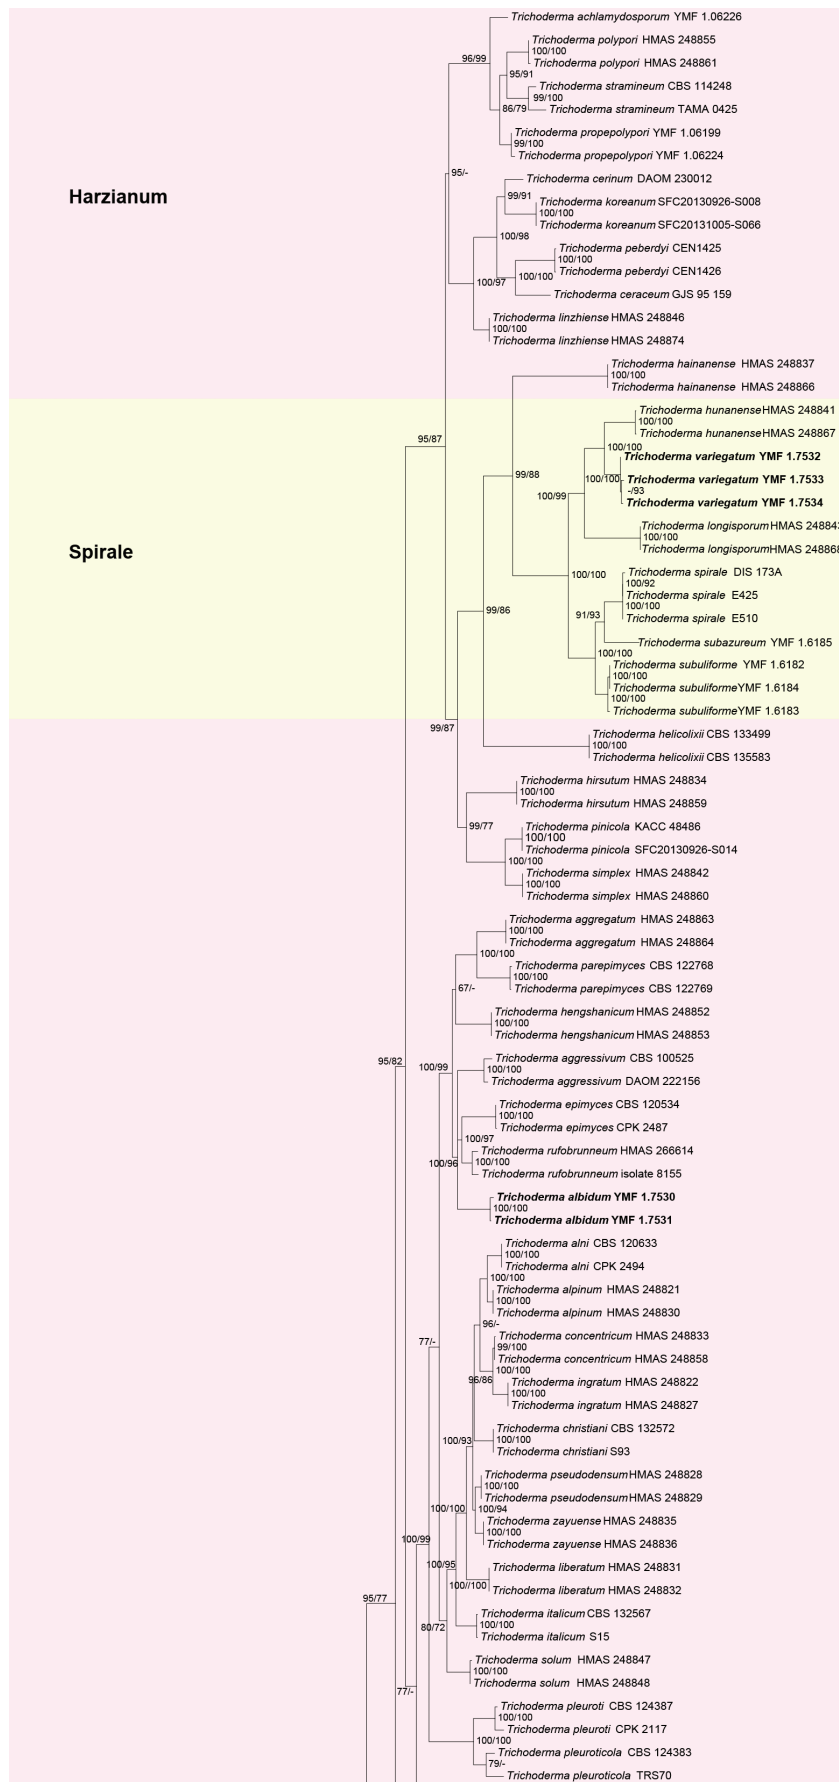 Trichoderma achlamydosporum YMF 1.06226
Trichoderma polypori HMAS 248855
100/100
Trichoderma polypori HMAS 248861
96/99
95/91
Trichoderma stramineum CBS 114248
99/100
86/79
Trichoderma stramineum TAMA 0425
Trichoderma propepolypori YMF 1.06199
99/100
Trichoderma propepolypori YMF 1.06224
95/-
Trichoderma cerinum DAOM 230012
Harzianum
99/91
Trichoderma koreanum SFC20130926-S008
100/100
Trichoderma koreanum SFC20131005-S066
100/98
Trichoderma peberdyi CEN1425
100/100
Trichoderma peberdyi CEN1426
100/97
100/100
Trichoderma ceraceum GJS 95 159
Trichoderma linzhiense HMAS 248846
100/100
Trichoderma linzhiense HMAS 248874
Trichoderma hainanense HMAS 248837
100/100
Trichoderma hainanense HMAS 248866
Trichoderma hunanense HMAS 248841
100/100
Trichoderma hunanense HMAS 248867
95/87
100/100
Trichoderma variegatum YMF 1.7532
99/88
100/100
Trichoderma variegatum YMF 1.7533
-/93
100/99
Trichoderma variegatum YMF 1.7534
Trichoderma longisporum HMAS 248843
100/100
Trichoderma longisporum HMAS 248868
Spirale
100/100
Trichoderma spirale DIS 173A
100/92
Trichoderma spirale E425
100/100
99/86
91/93
Trichoderma spirale E510
Trichoderma subazureum YMF 1.6185
100/100
Trichoderma subuliforme YMF 1.6182
100/100
Trichoderma subuliforme YMF 1.6184
100/100
Trichoderma subuliforme YMF 1.6183
99/87
Trichoderma helicolixii CBS 133499
100/100
Trichoderma helicolixii CBS 135583
Trichoderma hirsutum HMAS 248834
100/100
Trichoderma hirsutum HMAS 248859
99/77
Trichoderma pinicola KACC 48486
100/100
Trichoderma pinicola SFC20130926-S014
100/100
Trichoderma simplex HMAS 248842
100/100
Trichoderma simplex HMAS 248860
Trichoderma aggregatum HMAS 248863
100/100
Trichoderma aggregatum HMAS 248864
100/100
Trichoderma parepimyces CBS 122768
100/100
Trichoderma parepimyces CBS 122769
67/-
Trichoderma hengshanicum HMAS 248852
100/100
Trichoderma hengshanicum HMAS 248853
95/82
100/99
Trichoderma aggressivum CBS 100525
100/100
Trichoderma aggressivum DAOM 222156
Trichoderma epimyces CBS 120534
100/100
Trichoderma epimyces CPK 2487
100/97
Trichoderma rufobrunneum HMAS 266614
100/96
100/100
Trichoderma rufobrunneum isolate 8155
Trichoderma albidum YMF 1.7530
100/100
Trichoderma albidum YMF 1.7531
Trichoderma alni CBS 120633
100/100
Trichoderma alni CPK 2494
100/100
Trichoderma alpinum HMAS 248821
100/100
Trichoderma alpinum HMAS 248830
96/-
Trichoderma concentricum HMAS 248833
77/-
99/100
Trichoderma concentricum HMAS 248858
100/100
96/86
Trichoderma ingratum HMAS 248822
100/100
Trichoderma ingratum HMAS 248827
Trichoderma christiani CBS 132572
100/93
100/100
Trichoderma christiani S93
Trichoderma pseudodensum HMAS 248828
100/100
Trichoderma pseudodensum HMAS 248829
100/100
100/94
Trichoderma zayuense HMAS 248835
100/100
100/99
Trichoderma zayuense HMAS 248836
100/95
Trichoderma liberatum HMAS 248831
100//100
Trichoderma liberatum HMAS 248832
95/77
Trichoderma italicum CBS 132567
80/72
100/100
Trichoderma italicum S15
Trichoderma solum HMAS 248847
100/100
Trichoderma solum HMAS 248848
77/-
Trichoderma pleuroti CBS 124387
100/100
Trichoderma pleuroti CPK 2117
100/100
Trichoderma pleuroticola CBS 124383
79/-
Trichoderma pleuroticola TRS70